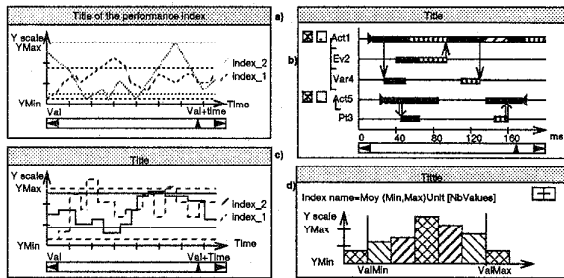 Title of the performance index
a)
Y scale
YMax
Index_2
Index_1
YMin
Time
Val
Val+time
Title
b)
Act1
Ev2
Var4
Act5
Pt3
0 40 80 120 160
ms
Title
c)
Y scale
YMax
Index_2
Index_1
YMin
Time
Val
Val+time
Title
d)
Index name=Moy (Min,Max)Unit [NbValues]
Y scale
YMax
YMin
ValMin
ValMax